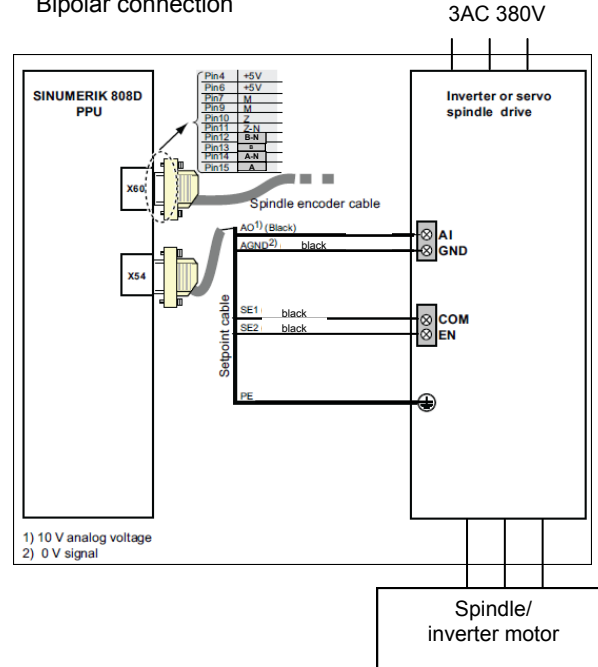 Bipolar connection
3AC 380V
SINUMERIK 808D
PPU
Pin4 +5V
Pin6 +5V
Pin7 M
Pin9 M
Pin10 Z
Pin11 Z-N
Pin12 B-N
Pin13 B
Pin14 A-N
Pin15 A
Inverter or servo
spindle drive
X60
Spindle encoder cable
AO1) (Black)
AI
AGND2) black
GND
X54
Setpoint cable
SE1 black
COM
SE2 black
EN
PE
1) 10 V analog voltage
2) 0 V signal
Spindle/
inverter motor